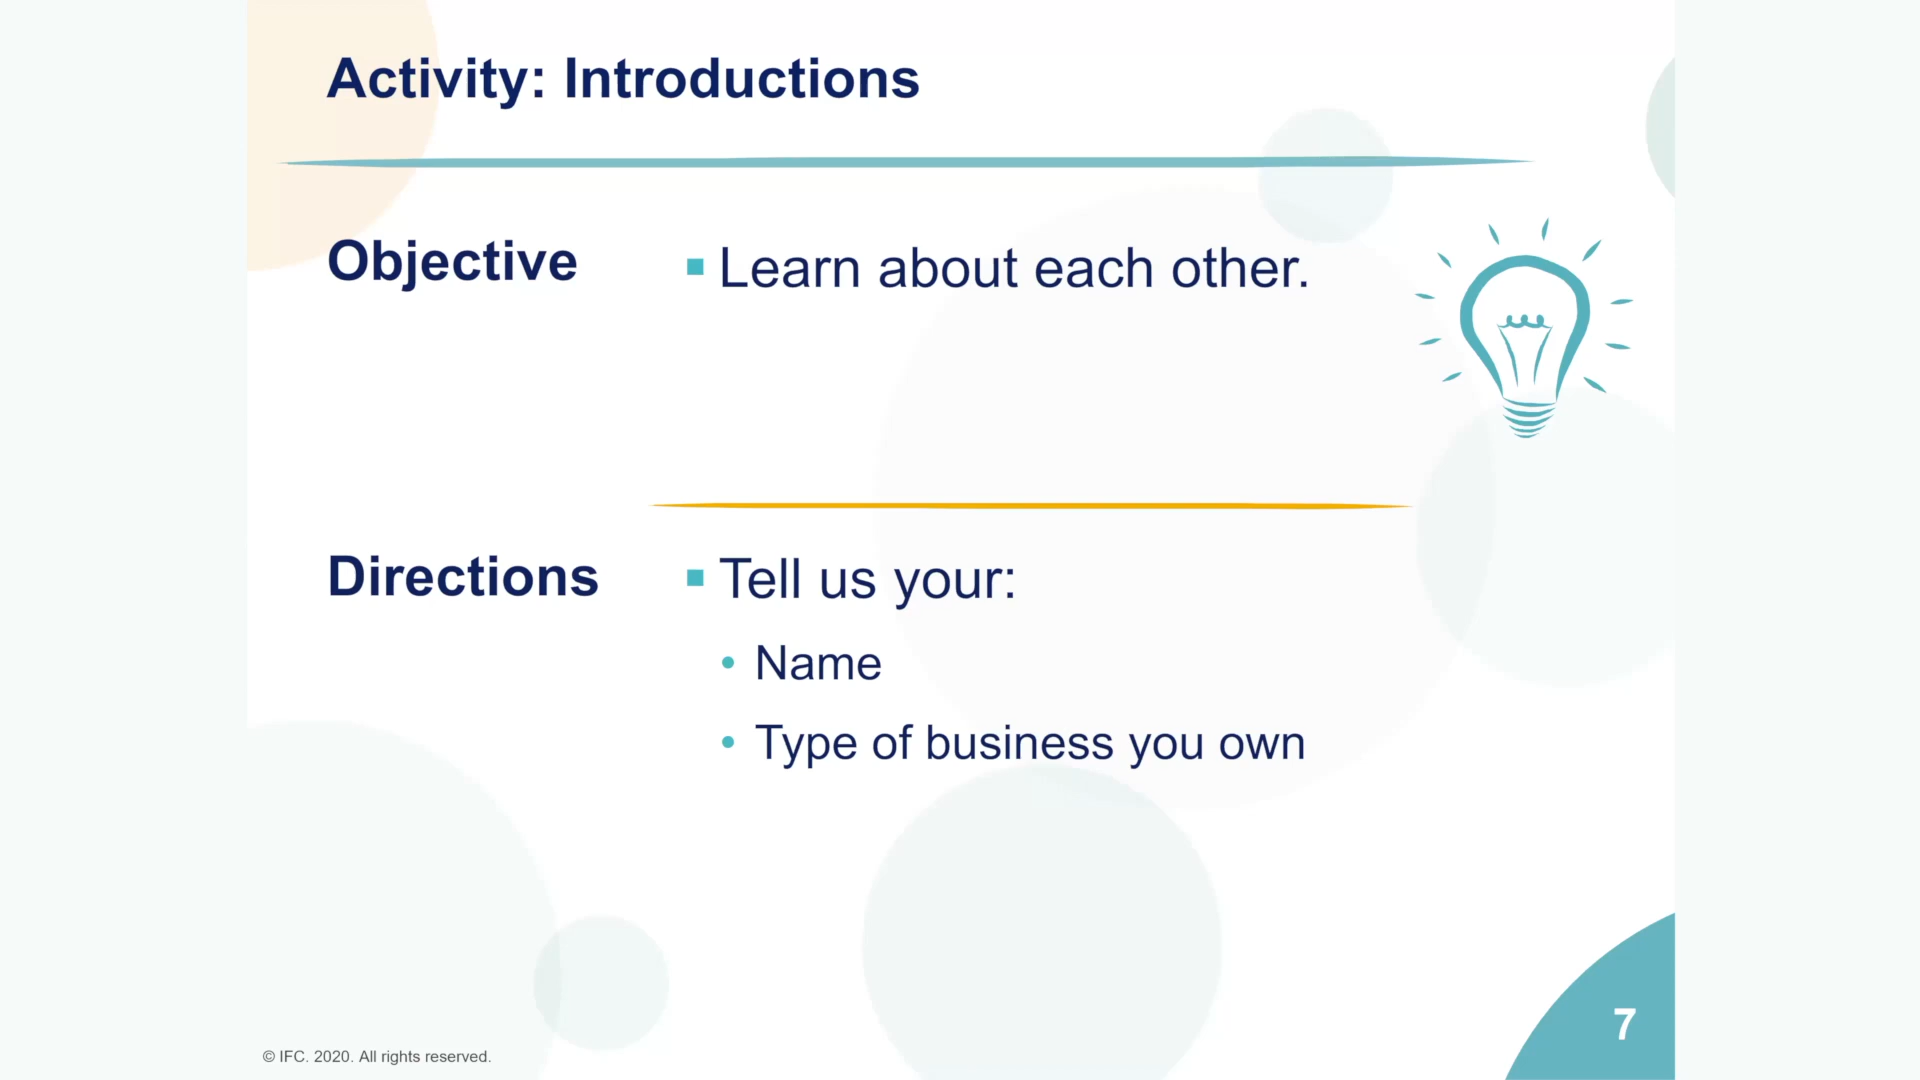 Activity: Introductions
Objective
Learn about each other.
Directions
Tell us your:
Name
Type of business you own
7
© IFC. 2020. All rights reserved.